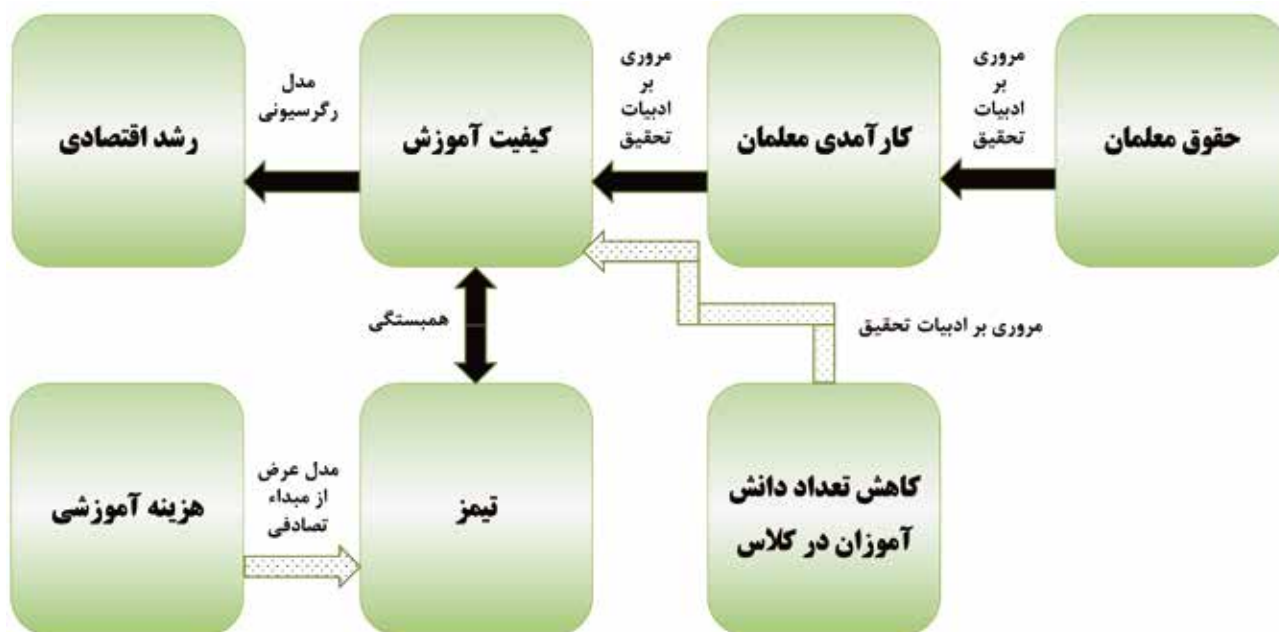 حقوق معلمان
مروری
بر
ادبیات
تحقیق
کارآمدی معلمان
مروری
بر
ادبیات
تحقیق
کیفیت آموزش
مدل
رگرسیونی
رشد اقتصادی
مروری بر ادبیات تحقیق
همبستگی
کاهش تعداد دانش
آموزان در کلاس
تیمز
مدل عرض
از مبداء
تصادفی
هزینه آموزشی